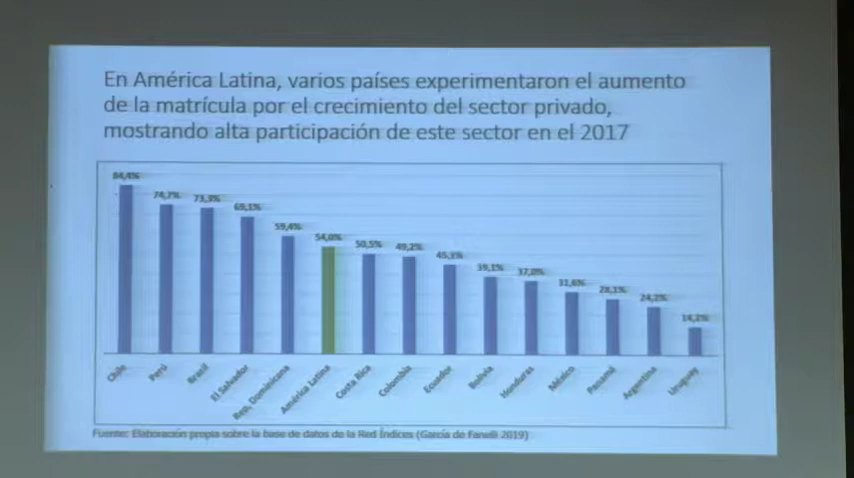 En América Latina, varios países experimentaron el aumento
de la matrícula por el crecimiento del sector privado,
mostrando alta participación de este sector en el 2017
84,4%
74,7%
73,3%
69,1%
59,4%
54,0%
50,5%
49,2%
45,1%
39,1%
37,0%
31,6%
28,1%
24,2%
14,2%
Chile
Perú
Brasil
El Salvador
Rep. Dominicana
América Latina
Costa Rica
Colombia
Ecuador
Bolivia
Honduras
México
Panamá
Argentina
Uruguay
Fuente: Elaboración propia sobre la base de datos de la Red Índices (García de Fanelli 2019)